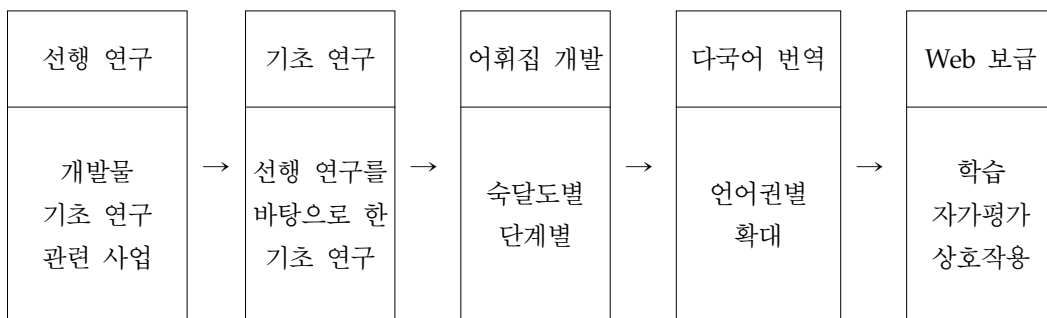 선행 연구
개발물
기초 연구
관련 사업
→
기초 연구
선행 연구를
바탕으로 한
기초 연구
→
어휘집 개발
숙달도별
단계별
→
다국어 번역
언어권별
확대
→
Web 보급
학습
자가평가
상호작용